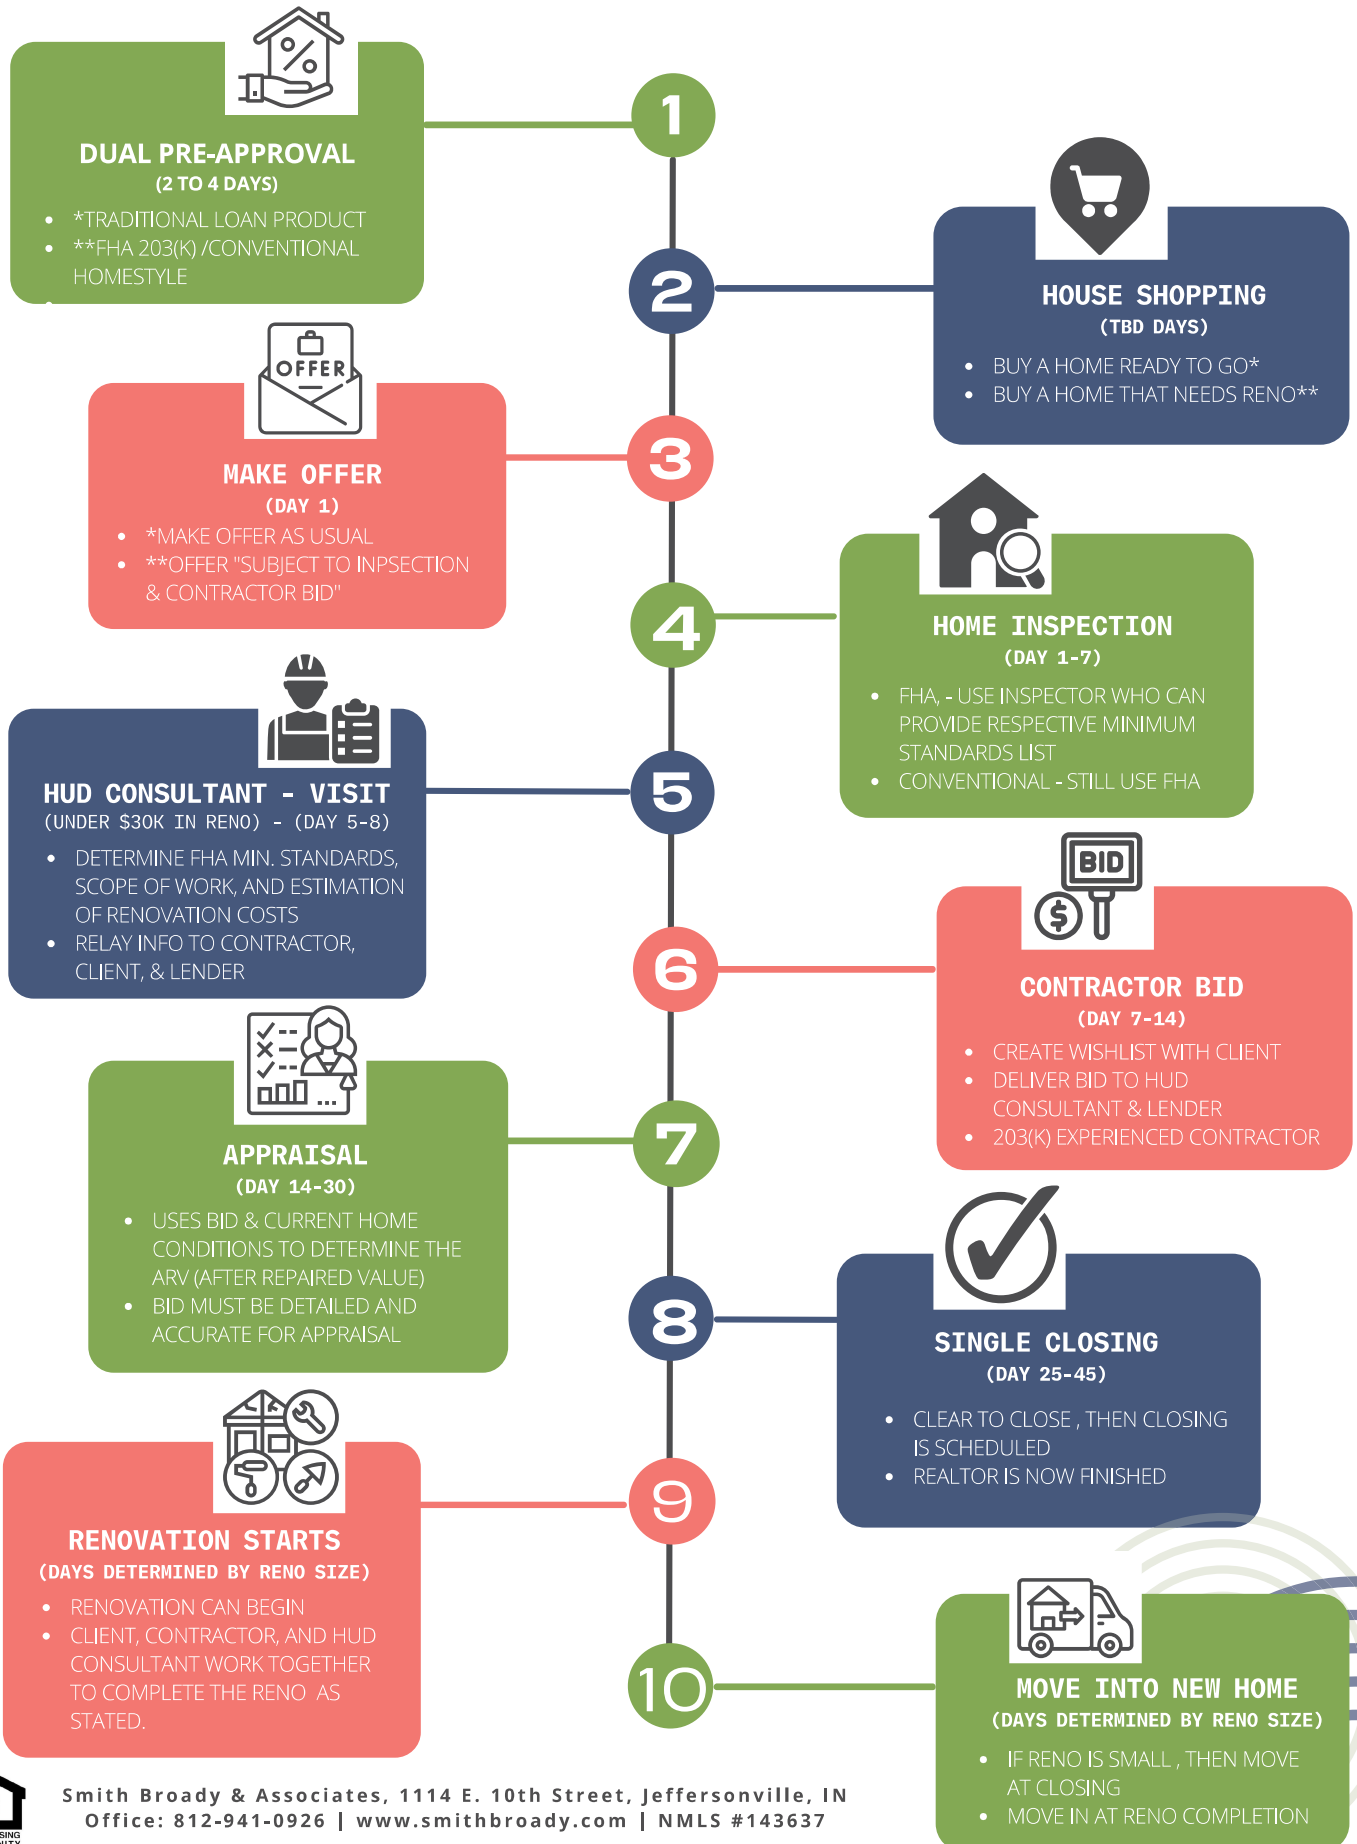 1
DUAL PRE-APPROVAL
(2 TO 4 DAYS)
*TRADITIONAL LOAN PRODUCT
**FHA 203(K) /CONVENTIONAL
HOMESTYLE
2
HOUSE SHOPPING
(TBD DAYS)
BUY A HOME READY TO GO*
BUY A HOME THAT NEEDS RENO**
OFFER
3
MAKE OFFER
(DAY 1)
*MAKE OFFER AS USUAL
**OFFER "SUBJECT TO INPSECTION
& CONTRACTOR BID"
4
HOME INSPECTION
(DAY 1-7)
FHA, - USE INSPECTOR WHO CAN
PROVIDE RESPECTIVE MINIMUM
STANDARDS LIST
CONVENTIONAL - STILL USE FHA
5
HUD CONSULTANT - VISIT
(UNDER $30K IN RENO) - (DAY 5-8)
DETERMINE FHA MIN. STANDARDS,
SCOPE OF WORK, AND ESTIMATION
OF RENOVATION COSTS
RELAY INFO TO CONTRACTOR,
CLIENT, & LENDER
BID
$
6
CONTRACTOR BID
(DAY 7-14)
CREATE WISHLIST WITH CLIENT
DELIVER BID TO HUD
CONSULTANT & LENDER
203(K) EXPERIENCED CONTRACTOR
7
APPRAISAL
(DAY 14-30)
USES BID & CURRENT HOME
CONDITIONS TO DETERMINE THE
ARV (AFTER REPAIRED VALUE)
BID MUST BE DETAILED AND
ACCURATE FOR APPRAISAL
8
SINGLE CLOSING
(DAY 25-45)
CLEAR TO CLOSE , THEN CLOSING
IS SCHEDULED
REALTOR IS NOW FINISHED
9
RENOVATION STARTS
(DAYS DETERMINED BY RENO SIZE)
RENOVATION CAN BEGIN
CLIENT, CONTRACTOR, AND HUD
CONSULTANT WORK TOGETHER
TO COMPLETE THE RENO AS
STATED.
10
MOVE INTO NEW HOME
(DAYS DETERMINED BY RENO SIZE)
IF RENO IS SMALL , THEN MOVE
AT CLOSING
MOVE IN AT RENO COMPLETION
Smith Broady & Associates, 1114 E. 10th Street, Jeffersonville, IN
Office: 812-941-0926 | www.smithbroady.com | NMLS #143637